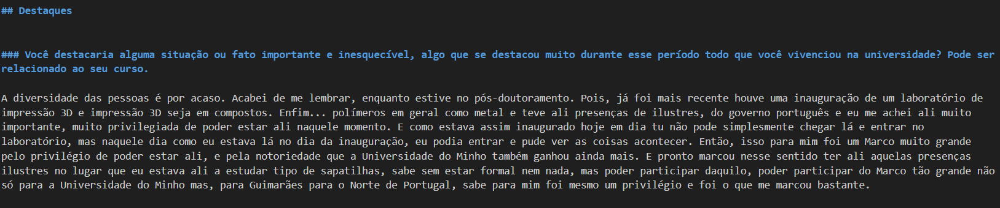 ## Destaques
### Você destacaria alguma situação ou fato importante e inesquecível, algo que se destacou muito durante esse período todo que você vivenciou na universidade? Pode ser
relacionado ao seu curso.
A diversidade das pessoas é por acaso. Acabei de me lembrar, enquanto estive no pós-doutoramento. Pois, já foi mais recente houve uma inauguração de um laboratório de
impressão 3D e impressão 3D seja em compostos. Enfim... polímeros em geral como metal e teve ali presenças de ilustres, do governo português e eu me achei ali muito
importante, muito privilegiada de poder estar ali naquele momento. E como estava assim inaugurado hoje em dia tu não pode simplesmente chegar lá e entrar no
laboratório, mas naquele dia como eu estava lá no dia da inauguração, eu podia entrar e pude ver as coisas acontecer. Então, isso para mim foi um Marco muito grande
pelo privilégio de poder estar ali, e pela notoriedade que a Universidade do Minho também ganhou ainda mais. E pronto marcou nesse sentido ter ali aquelas presenças
ilustres no lugar que eu estava ali a estudar tipo de sapatilhas, sabe sem estar formal nem nada, mas poder participar daquilo, poder participar do Marco tão grande não
só para a Universidade do Minho mas, para Guimarães para o Norte de Portugal, sabe para mim foi mesmo um privilégio e foi o que me marcou bastante.